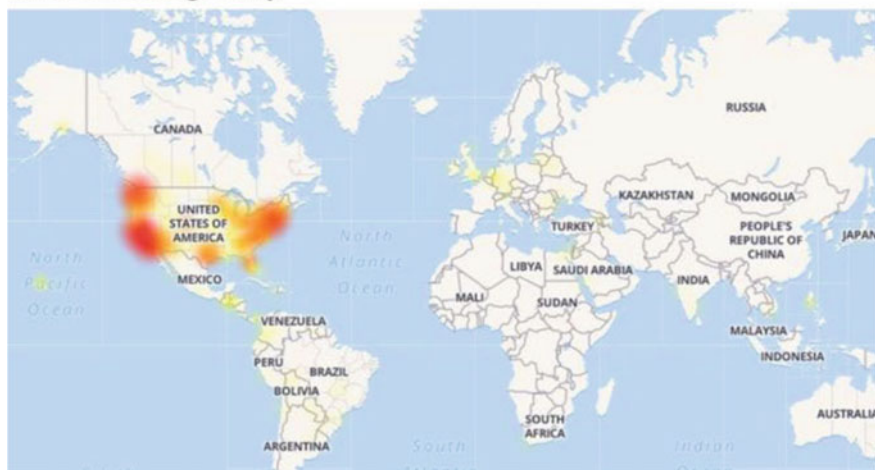 CANADA
RUSSIA
UNITED
STATES OF
AMERICA
KAZAKHSTAN
MONGOLIA
PEOPLE'S
REPUBLIC OF
CHINA
JAPAN
TURKEY
North
Atlantic
Ocean
North
Pacific
Ocean
LIBYA
SAUDI ARABIA
INDIA
MEXICO
MALI
SUDAN
VENEZUELA
MALAYSIA
INDONESIA
PERU
BRAZIL
BOLIVIA
SOUTH
AFRICA
AUSTRALIA
ARGENTINA
South
Indian